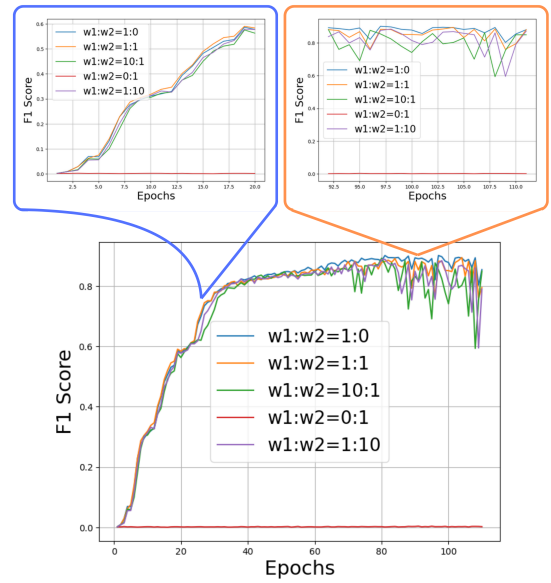 0.6
0.5
0.4
0.3
0.2
0.1
0.0
F1 Score
w1:w2=1:0
w1:w2=1:1
w1:w2=10:1
w1:w2=0:1
w1:w2=1:10
2.5 5.0 7.5 10.0 12.5 15.0 17.5 20.0
Epochs
0.8
0.6
0.4
0.2
0.0
F1 Score
w1:w2=1:0
w1:w2=1:1
w1:w2=10:1
w1:w2=0:1
w1:w2=1:10
92.5 95.0 97.5 100.0 102.5 105.0 107.5 110.0
Epochs
0.8
0.6
0.4
0.2
0.0
F1 Score
w1:w2=1:0
w1:w2=1:1
w1:w2=10:1
w1:w2=0:1
w1:w2=1:10
0 20 40 60 80 100
Epochs